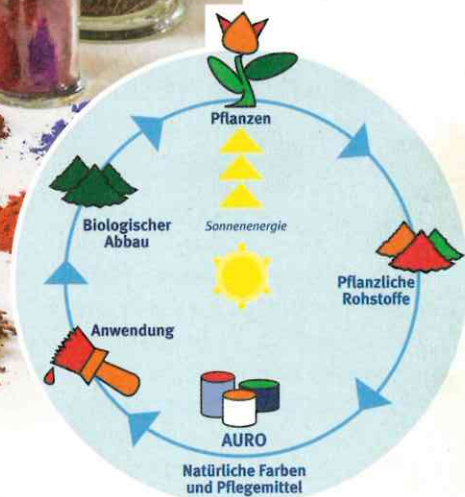 Pflanzen
Sonnenenergie
Pflanzliche
Rohstoffe
AURO
Natürliche Farben
und Pflegemittel
Anwendung
Biologischer
Abbau